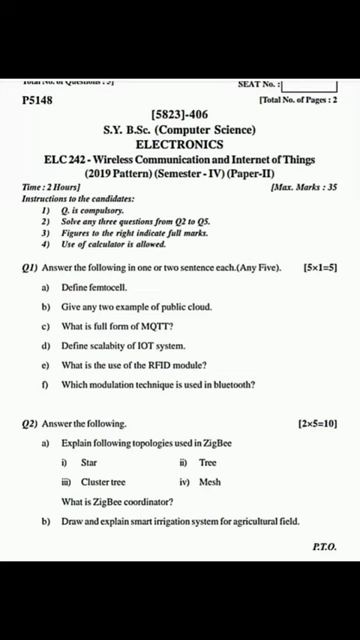 Total No. of Questions : 5]
SEAT No. :
P5148
[Total No. of Pages : 2
[5823]-406
S.Y. B.Sc. (Computer Science)
ELECTRONICS
ELC 242 - Wireless Communication and Internet of Things
(2019 Pattern) (Semester - IV) (Paper-II)
Time : 2 Hours]
[Max. Marks : 35
Instructions to the candidates:
1) Q. is compulsory.
2) Solve any three questions from Q2 to Q5.
3) Figures to the right indicate full marks.
4) Use of calculator is allowed.
Q1) Answer the following in one or two sentence each.(Any Five). [5×1=5]
a) Define femtocell.
b) Give any two example of public cloud.
c) What is full form of MQTT?
d) Define scalabity of IOT system.
e) What is the use of the RFID module?
f) Which modulation technique is used in bluetooth?
Q2) Answer the following. [2×5=10]
a) Explain following topologies used in ZigBee
i) Star ii) Tree
iii) Cluster tree iv) Mesh
What is ZigBee coordinator?
b) Draw and explain smart irrigation system for agricultural field.
P.T.O.